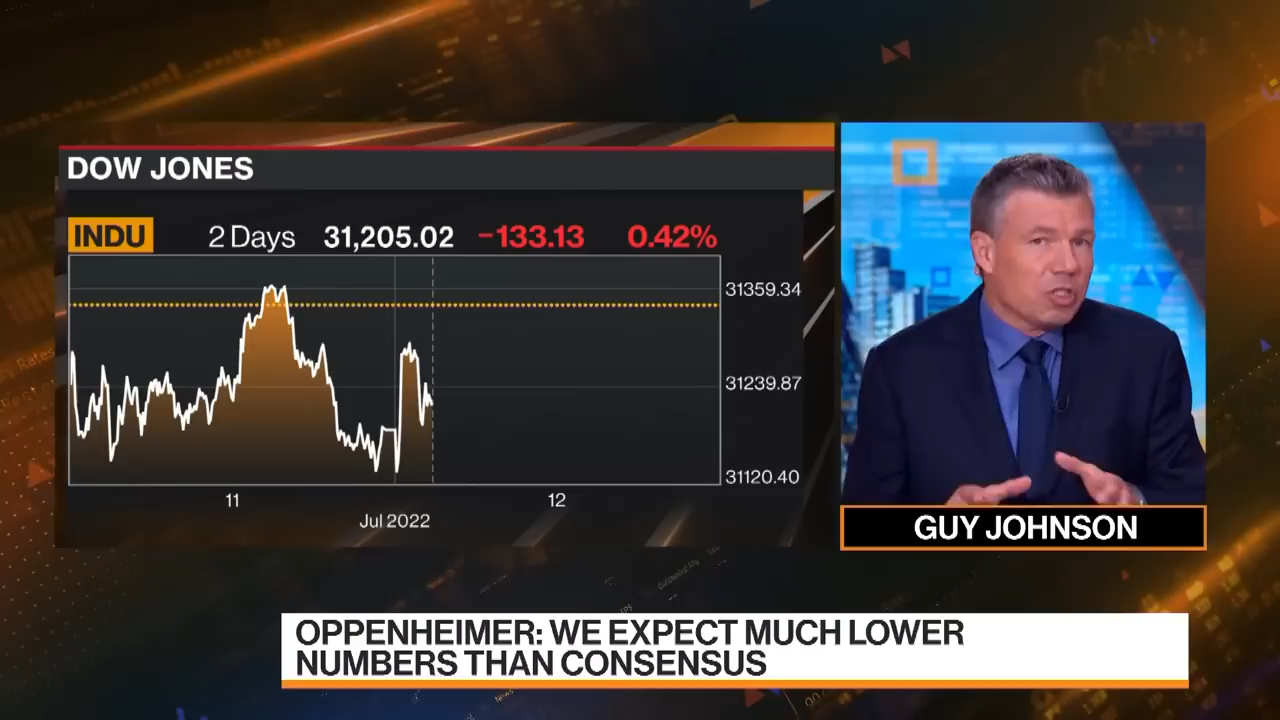 DOW JONES
INDU 2 Days 31,205.02 −133.13 0.42%
31359.34
31239.87
31120.40
11 12
Jul 2022
GUY JOHNSON
OPPENHEIMER: WE EXPECT MUCH LOWER
NUMBERS THAN CONSENSUS